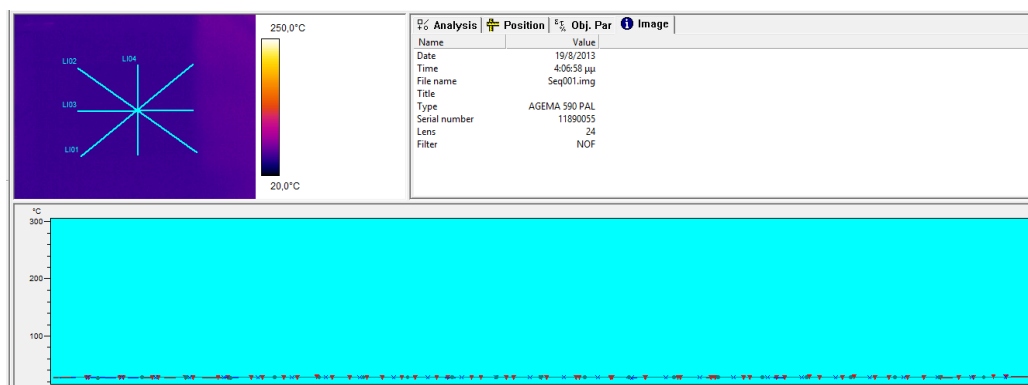 250,0°C
LI02
LI04
LI03
LI01
20,0°C
Analysis Position Obj. Par Image
Name Value
Date 19/8/2013
Time 4:06:58 μμ
File name Seq001.img
Title
Type AGEMA 590 PAL
Serial number 11890055
Lens 24
Filter NOF
°C
300
200
100